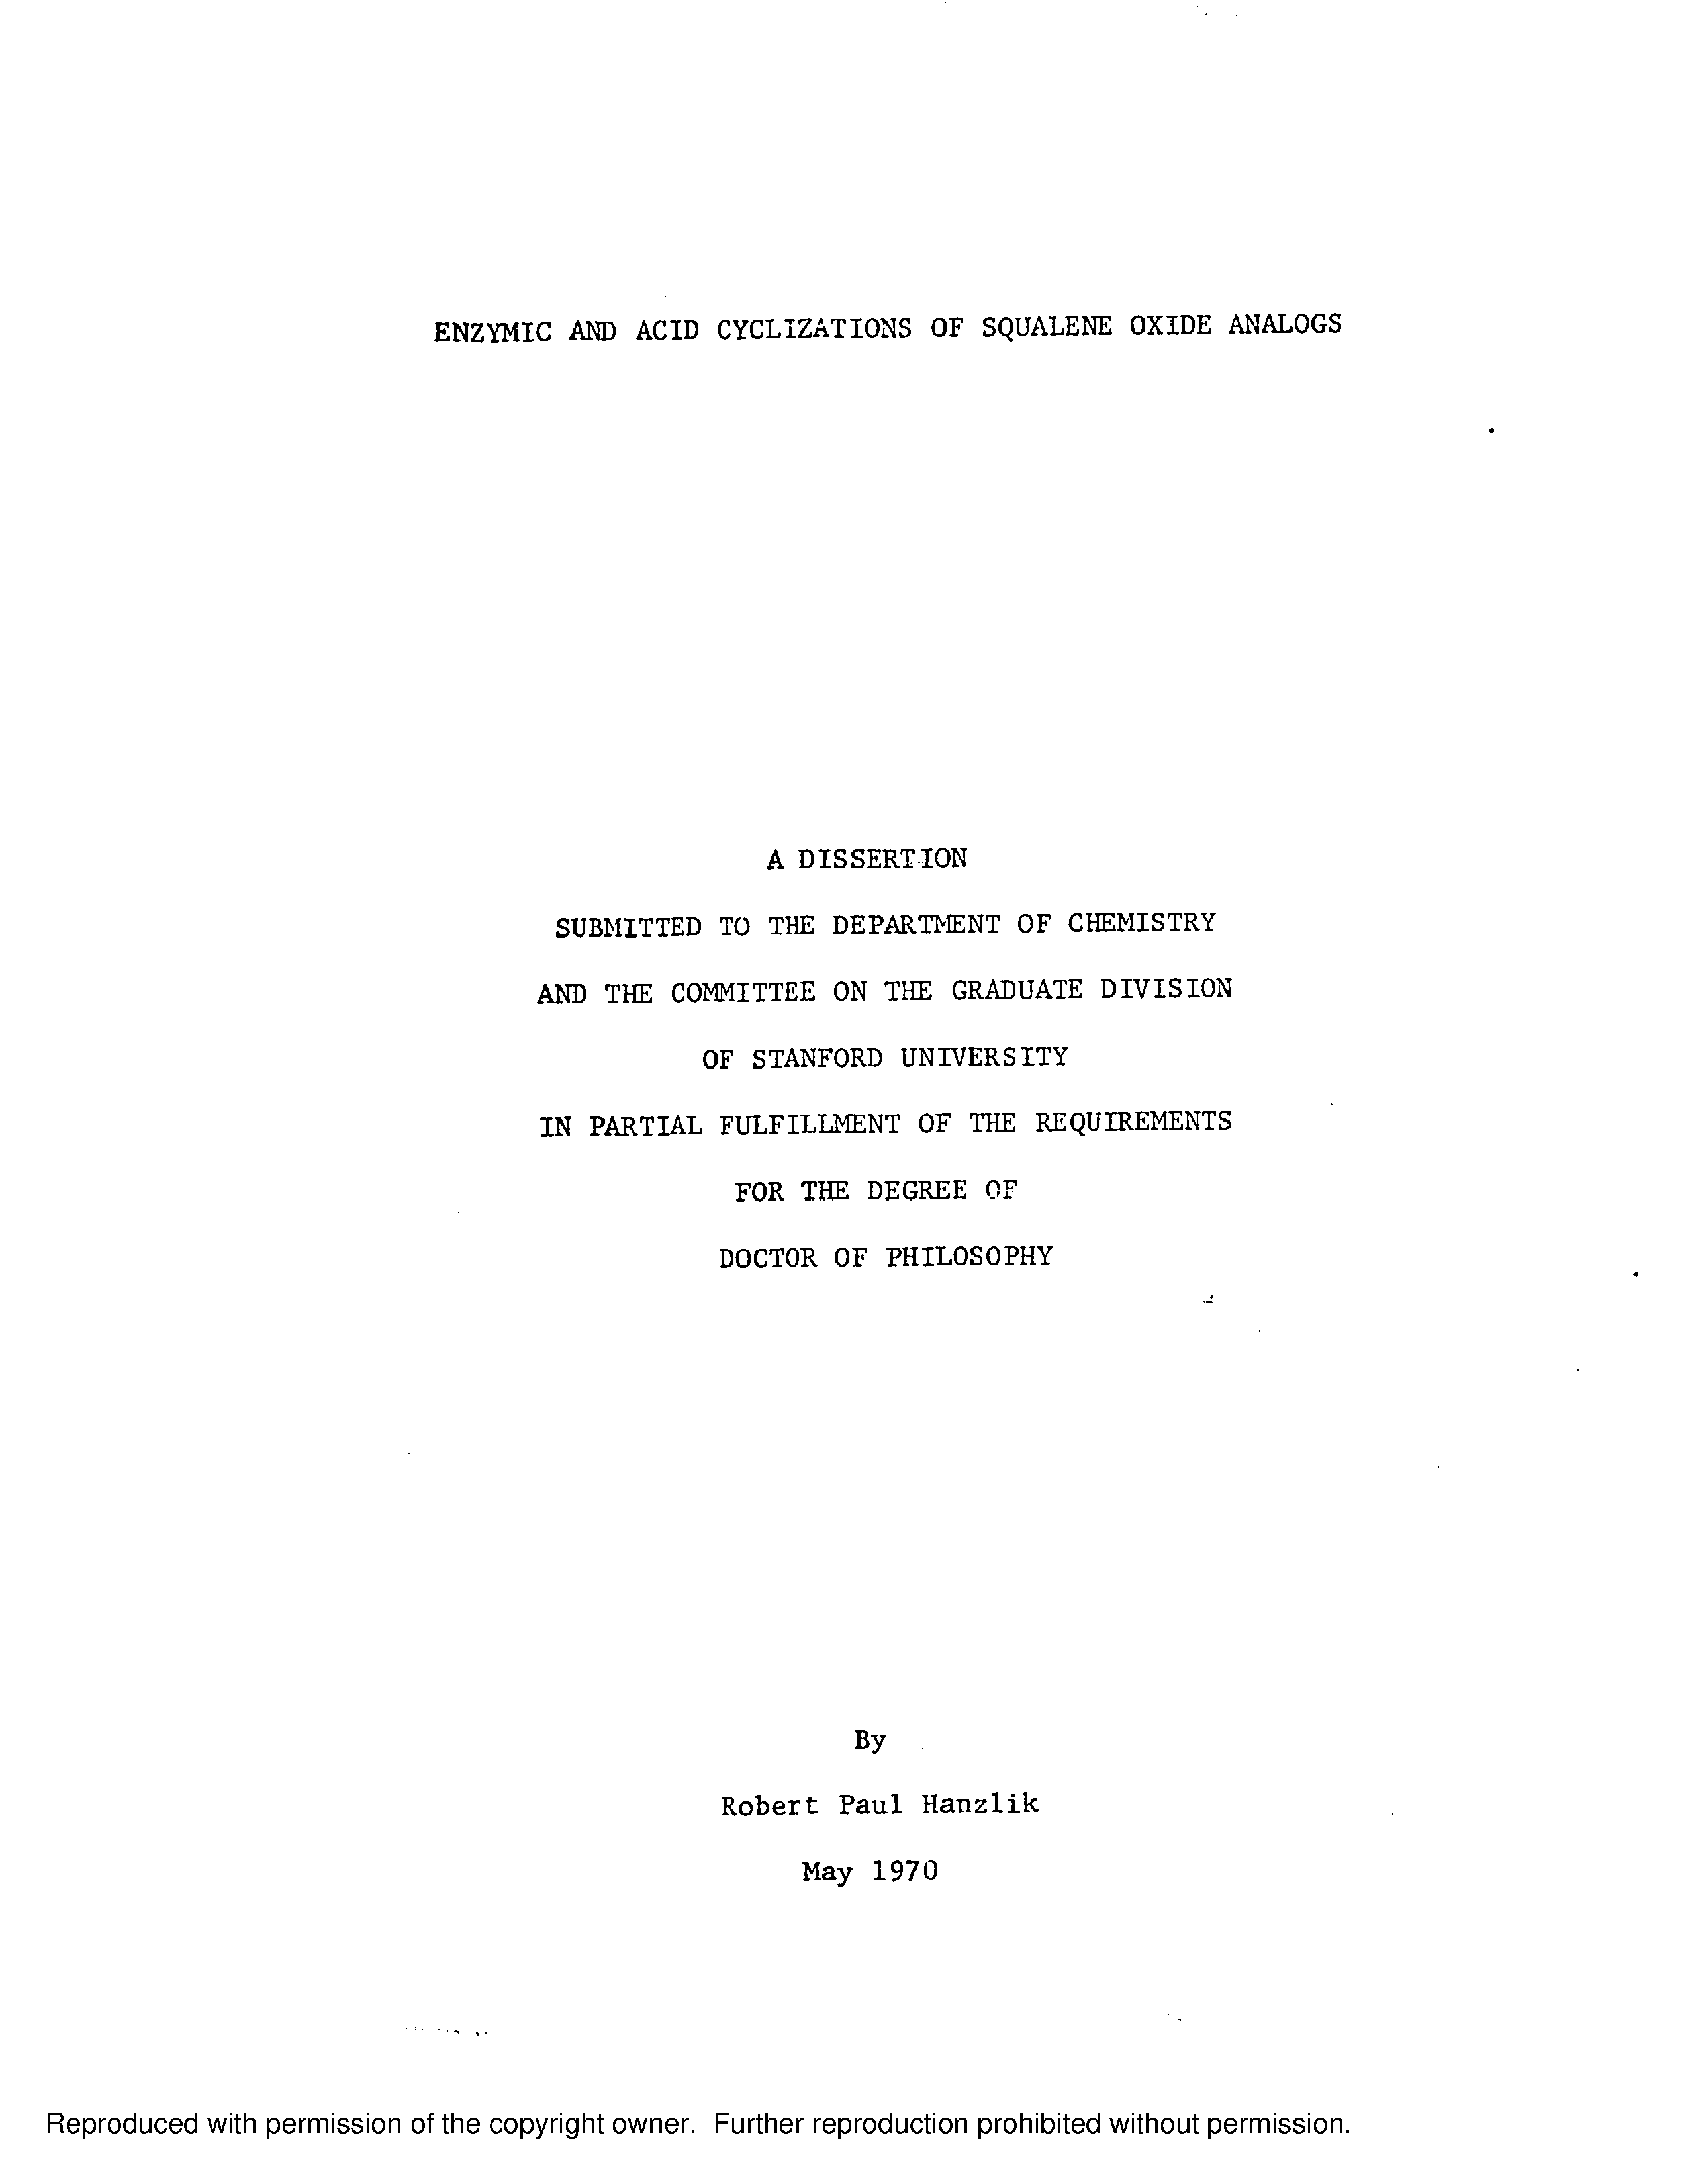 ENZYMIC AND ACID CYCLIZATIONS OF SQUALENE OXIDE ANALOGS
A DISSERTION
SUBMITTED TO THE DEPARTMENT OF CHEMISTRY
AND THE COMMITTEE ON THE GRADUATE DIVISION
OF STANFORD UNIVERSITY
IN PARTIAL FULFILLMENT OF THE REQUIREMENTS
FOR THE DEGREE OF
DOCTOR OF PHILOSOPHY
By
Robert Paul Hanzlik
May 1970
Reproduced with permission of the copyright owner. Further reproduction prohibited without permission.